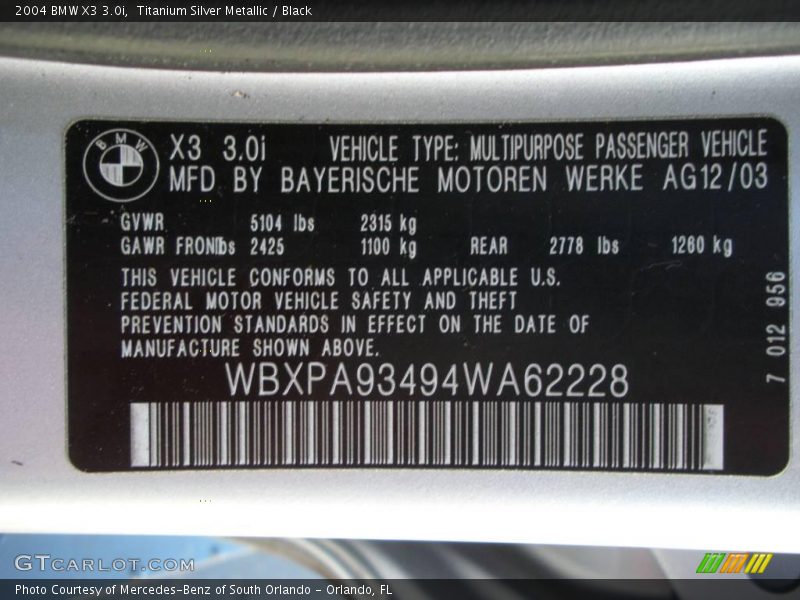 2004 BMW X3 3.0i,  Titanium Silver Metallic / Black
BMW
X3 3.0i VEHICLE TYPE: MULTIPURPOSE PASSENGER VEHICLE
MFD BY BAYERISCHE MOTOREN WERKE AG12/03
GVWR 5104 lbs 2315 kg
GAWR FRONTlbs 2425 1100 kg REAR 2778 lbs 1260 kg
THIS VEHICLE CONFORMS TO ALL APPLICABLE U.S.
FEDERAL MOTOR VEHICLE SAFETY AND THEFT
PREVENTION STANDARDS IN EFFECT ON THE DATE OF
MANUFACTURE SHOWN ABOVE.
WBXPA93494WA62228
7 012 956
GTCARLOT.COM
Photo Courtesy of Mercedes-Benz of South Orlando - Orlando, FL